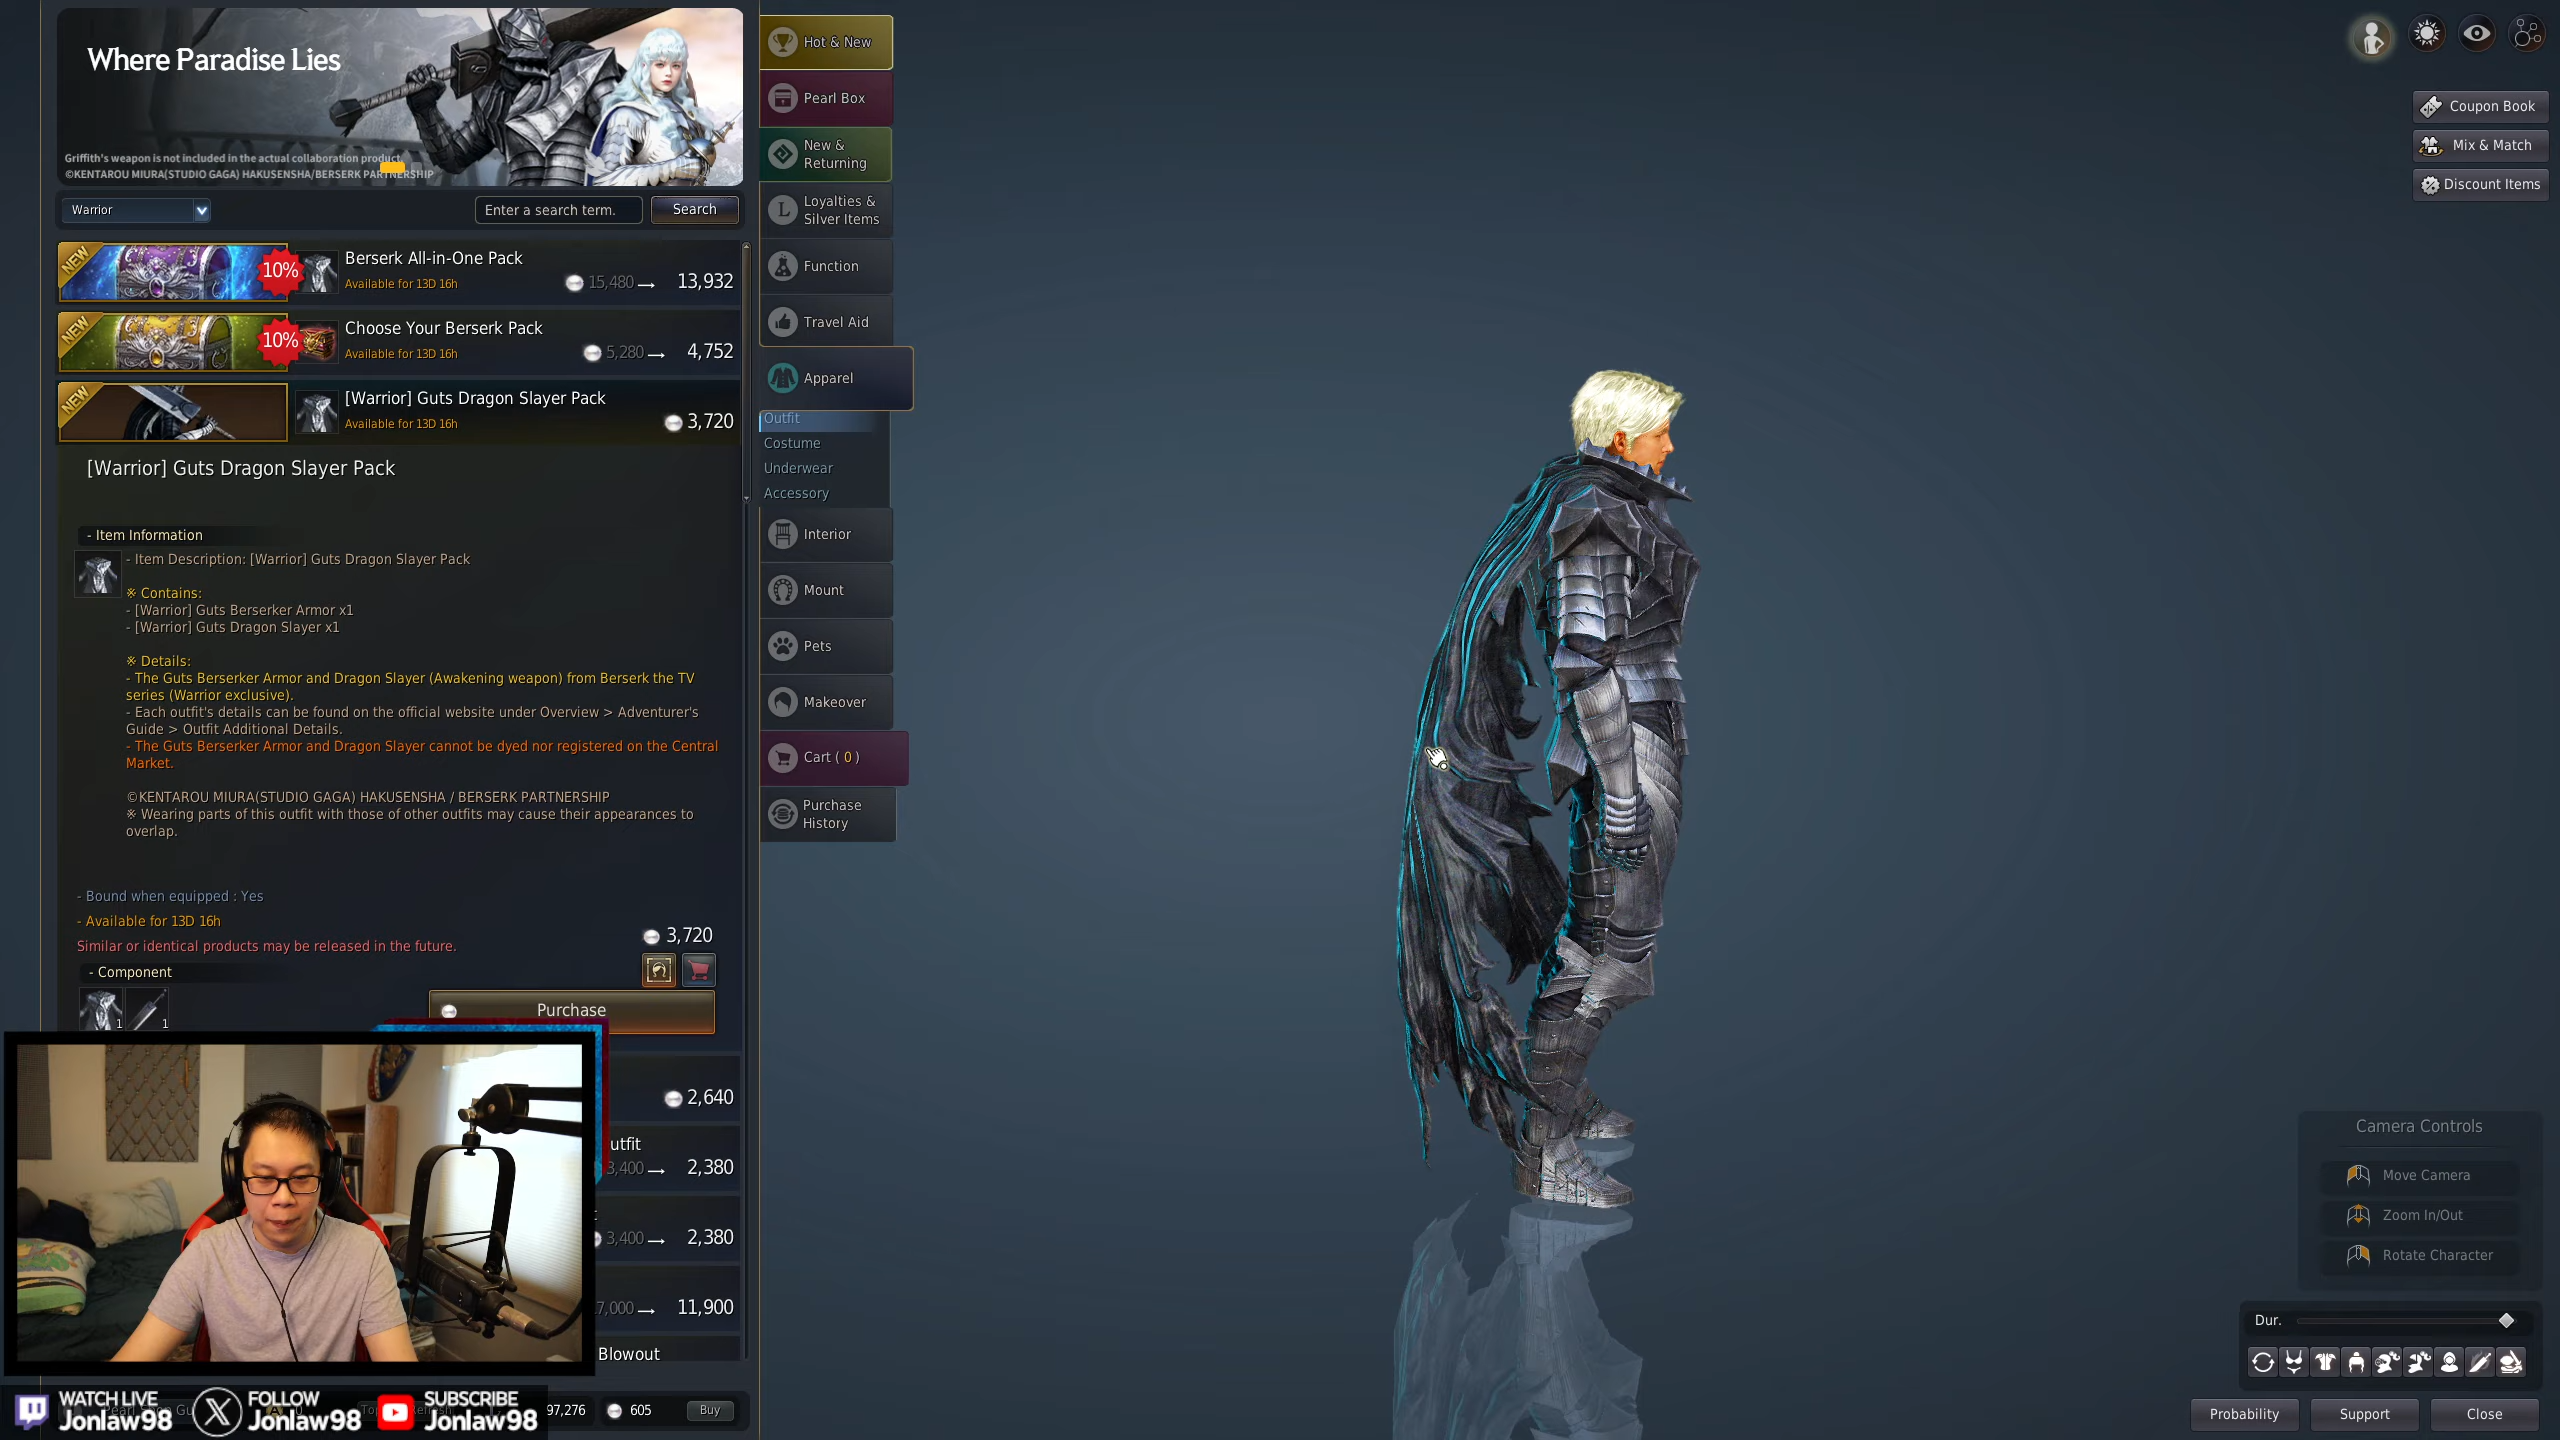 Where Paradise Lies
Griffith's weapon is not included in the actual collaboration product.
©KENTAROU MIURA(STUDIO GAGA) HAKUSENSHA/BERSERK PARTNERSHIP
Warrior
Enter a search term.
Search
NEW
10%
Berserk All-in-One Pack
Available for 13D 16h
15,480 → 13,932
NEW
10%
Choose Your Berserk Pack
Available for 13D 16h
5,280 → 4,752
NEW
[Warrior] Guts Dragon Slayer Pack
Available for 13D 16h
3,720
[Warrior] Guts Dragon Slayer Pack
- Item Information
- Item Description: [Warrior] Guts Dragon Slayer Pack
※ Contains:
- [Warrior] Guts Berserker Armor x1
- [Warrior] Guts Dragon Slayer x1
※ Details:
- The Guts Berserker Armor and Dragon Slayer (Awakening weapon) from Berserk the TV
series (Warrior exclusive).
- Each outfit's details can be found on the official website under Overview > Adventurer's
Guide > Outfit Additional Details.
- The Guts Berserker Armor and Dragon Slayer cannot be dyed nor registered on the Central
Market.
©KENTAROU MIURA(STUDIO GAGA) HAKUSENSHA / BERSERK PARTNERSHIP
※ Wearing parts of this outfit with those of other outfits may cause their appearances to
overlap.
- Bound when equipped : Yes
- Available for 13D 16h
Similar or identical products may be released in the future.
3,720
- Component
1
1
Purchase
2,640
utfit
3,400 → 2,380
3,400 → 2,380
7,000 → 11,900
Blowout
97,276
605
Buy
WATCH LIVE
Jonlaw98
FOLLOW
Jonlaw98
SUBSCRIBE
Jonlaw98
Hot & New
Pearl Box
New &
Returning
Loyalties &
Silver Items
Function
Travel Aid
Apparel
Outfit
Costume
Underwear
Accessory
Interior
Mount
Pets
Makeover
Cart ( 0 )
Purchase
History
Coupon Book
Mix & Match
Discount Items
Camera Controls
Move Camera
Zoom In/Out
Rotate Character
Dur.
Probability
Support
Close